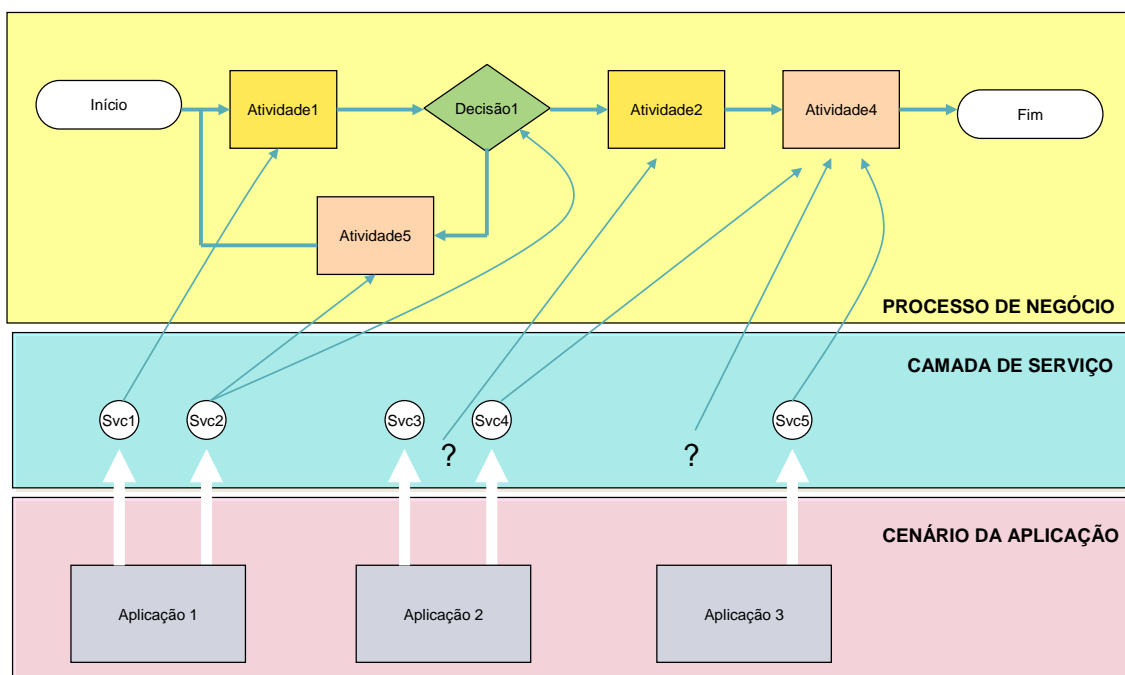 Início
Atividade1
Decisão1
Atividade2
Atividade4
Fim
Atividade5
PROCESSO DE NEGÓCIO
CAMADA DE SERVIÇO
Svc1
Svc2
Svc3
Svc4
Svc5
?
?
CENÁRIO DA APLICAÇÃO
Aplicação 1
Aplicação 2
Aplicação 3